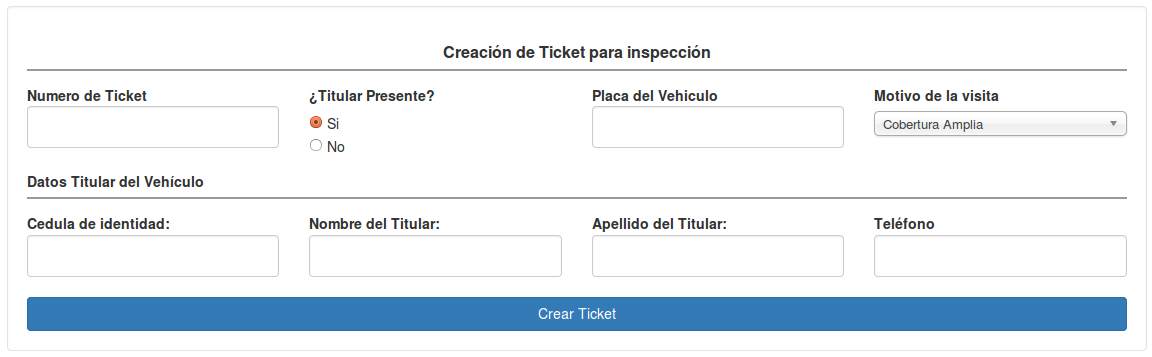 Creación de Ticket para inspección
Numero de Ticket ¿Titular Presente? Placa del Vehiculo Motivo de la visita
Si
Cobertura Amplia
No
Datos Titular del Vehículo
Cedula de identidad: Nombre del Titular: Apellido del Titular: Teléfono
Crear Ticket